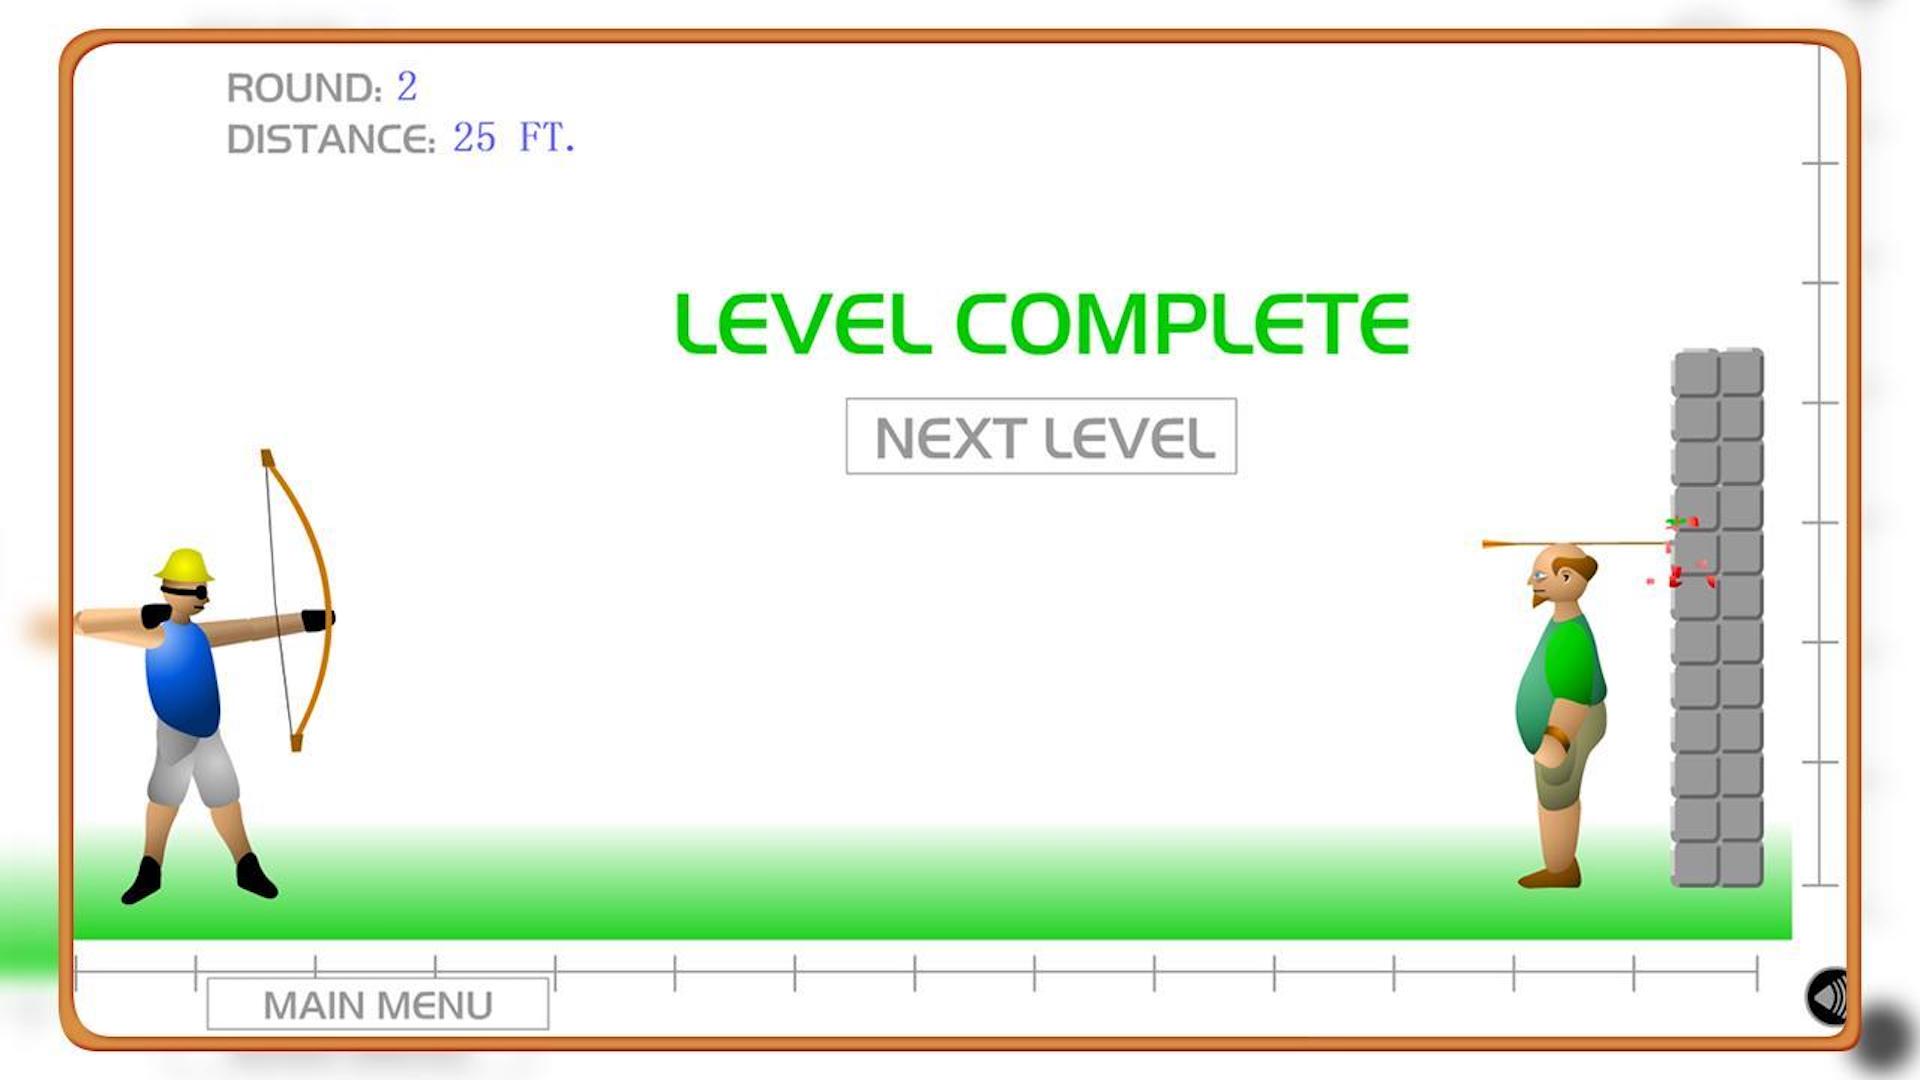 ROUND: 2
DISTANCE: 25 FT.
LEVEL COMPLETE
NEXT LEVEL
MAIN MENU